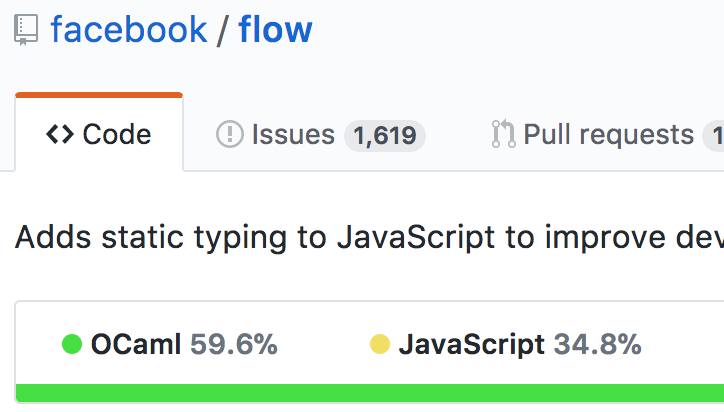 facebook / flow
Code Issues 1,619 Pull requests 1
Adds static typing to JavaScript to improve
OCaml 59.6% JavaScript 34.8%